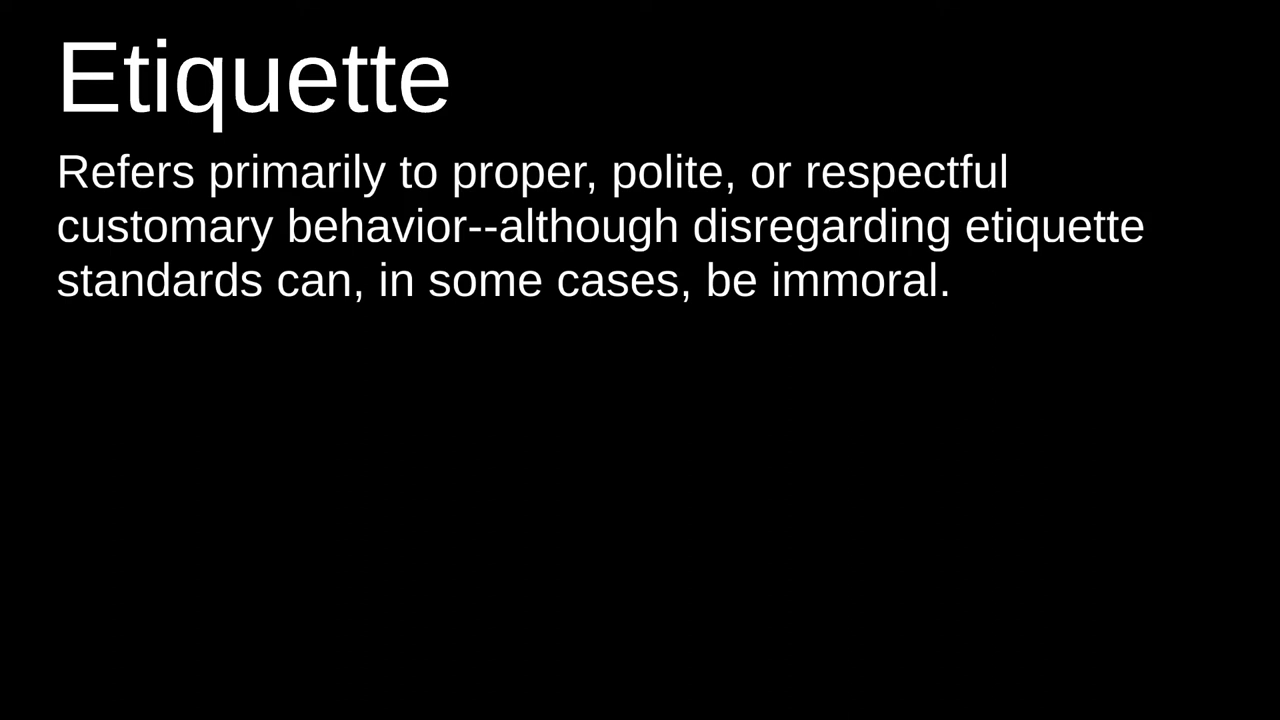 Etiquette
Refers primarily to proper, polite, or respectful
customary behavior--although disregarding etiquette
standards can, in some cases, be immoral.